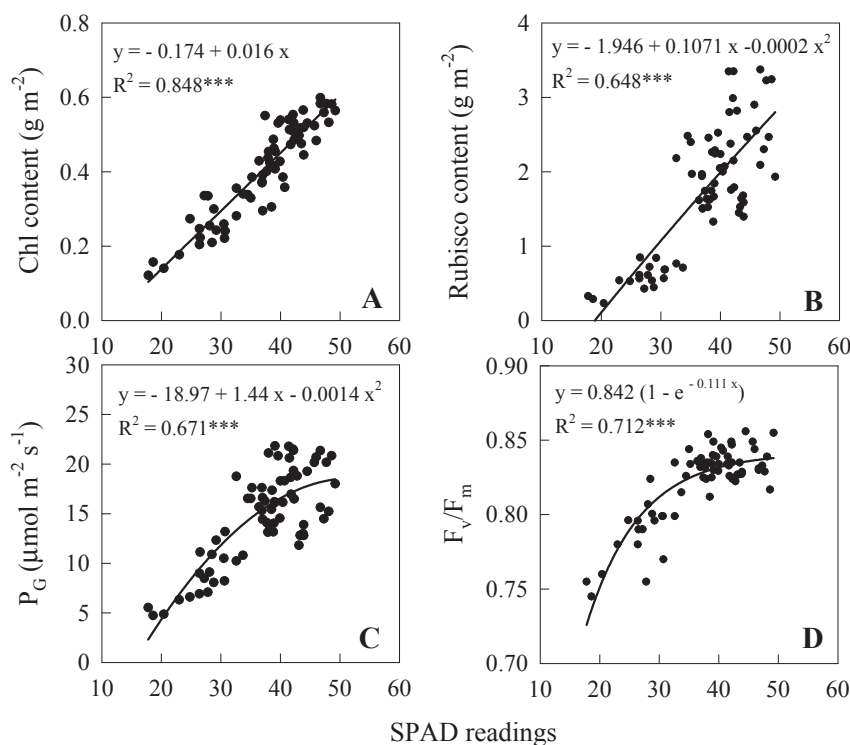 y = - 0.174 + 0.016 x
R² = 0.848***
Chl content (g m⁻²)
0.8
0.6
0.4
0.2
0.0
10 20 30 40 50 60
A
y = - 1.946 + 0.1071 x -0.0002 x²
R² = 0.648***
Rubisco content (g m⁻²)
4
3
2
1
0
10 20 30 40 50 60
B
y = - 18.97 + 1.44 x - 0.0014 x²
R² = 0.671***
P_G (µmol m⁻² s⁻¹)
30
25
20
15
10
5
0
10 20 30 40 50 60
C
y = 0.842 (1 - e⁻ ⁰·¹¹¹ ˣ)
R² = 0.712***
F_v/F_m
0.90
0.85
0.80
0.75
0.70
10 20 30 40 50 60
D
SPAD readings